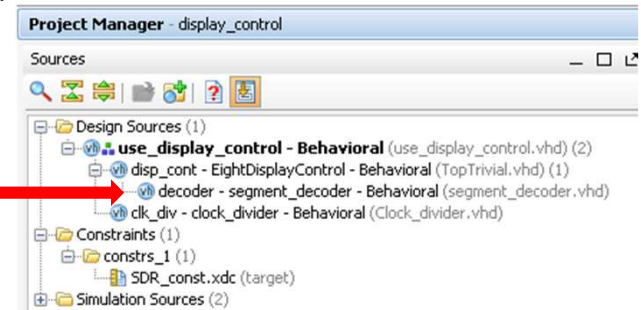 Project Manager - display_control
Sources
Design Sources (1)
use_display_control - Behavioral (use_display_control.vhd) (2)
disp_cont - EightDisplayControl - Behavioral (TopTrivial.vhd) (1)
decoder - segment_decoder - Behavioral (segment_decoder.vhd)
clk_div - clock_divider - Behavioral (Clock_divider.vhd)
Constraints (1)
constrs_1 (1)
SDR_const.xdc (target)
Simulation Sources (2)